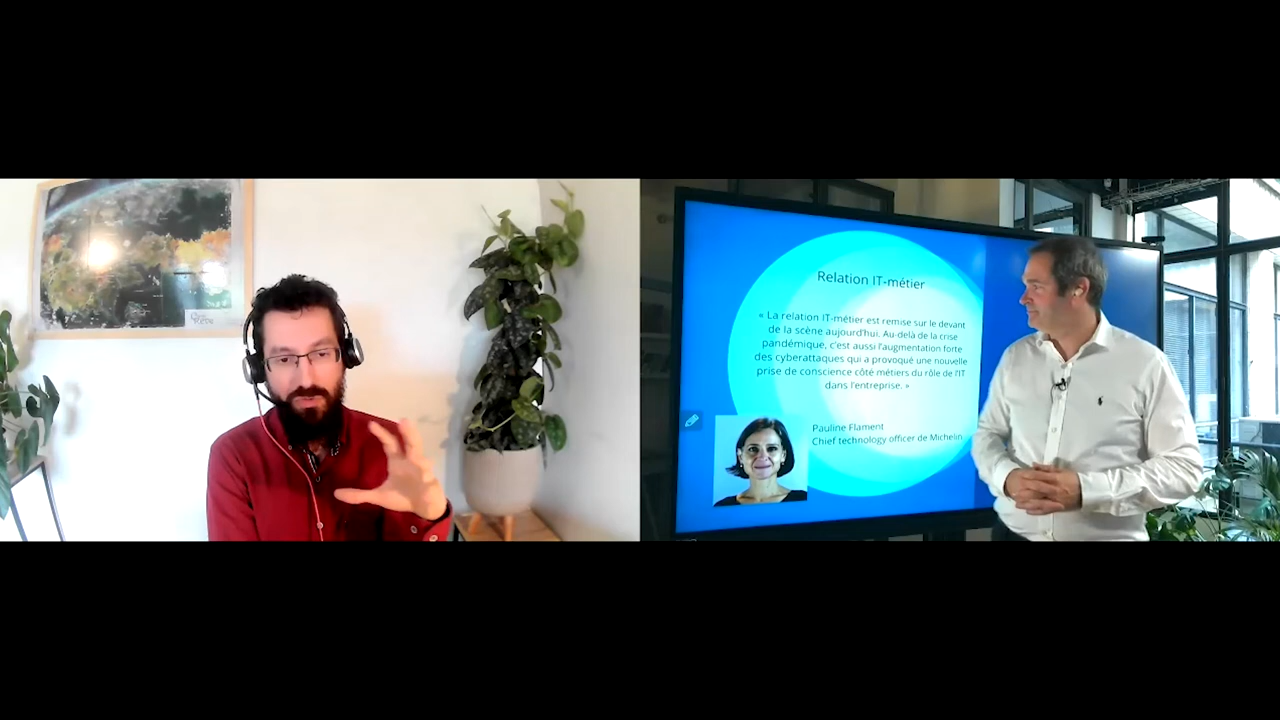 Relation IT-métier
« La relation IT-métier est remise sur le devant
de la scène aujourd'hui. Au-delà de la crise
pandémique, c'est aussi l'augmentation forte
des cyberattaques qui a provoqué une nouvelle
prise de conscience côté métiers du rôle de l'IT
dans l'entreprise. »
Pauline Flament
Chief technology officer de Michelin